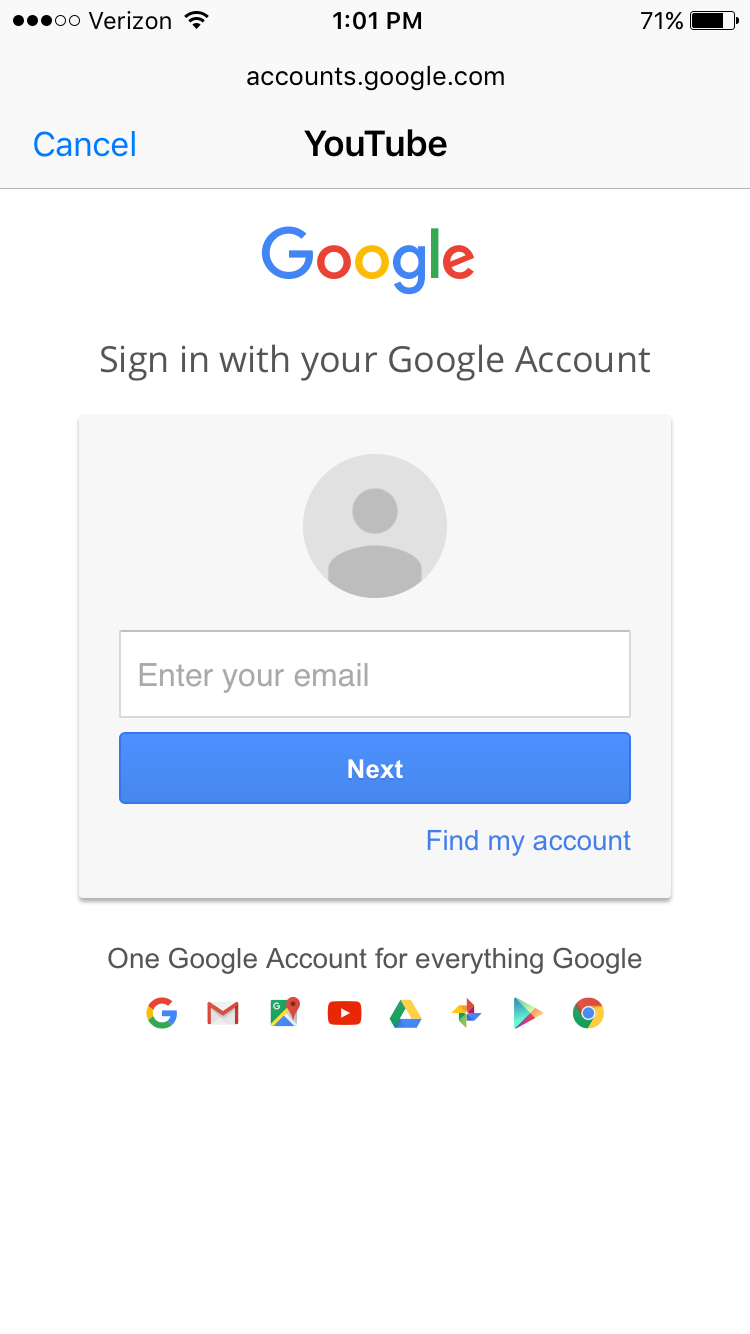 Verizon 1:01 PM 71%
accounts.google.com
Cancel YouTube
Google
Sign in with your Google Account
Enter your email
Next
Find my account
One Google Account for everything Google
G M G